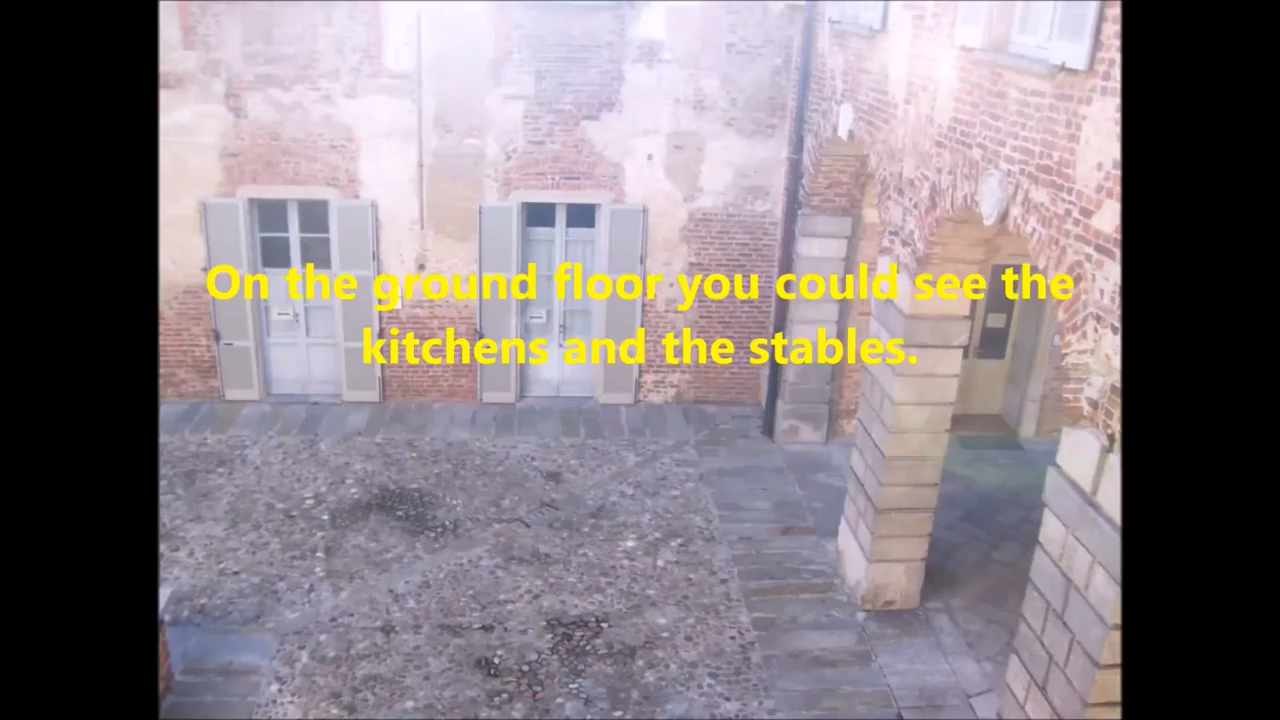 On the ground floor you could see the
kitchens and the stables.